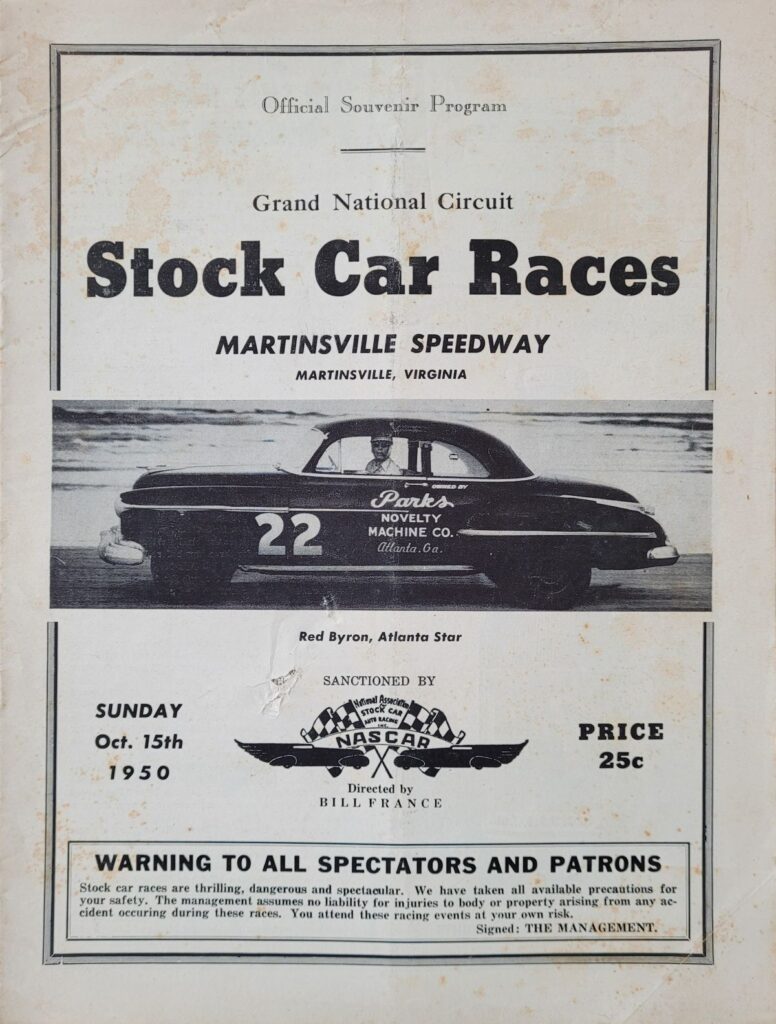 Official Souvenir Program
Grand National Circuit
Stock Car Races
MARTINSVILLE SPEEDWAY
MARTINSVILLE, VIRGINIA
OWNED BY
Parks
NOVELTY
MACHINE CO.
Atlanta. Ga.
22
Red Byron, Atlanta Star
SANCTIONED BY
National Association
for
STOCK CAR
AUTO RACING
INC.
NASCAR
Directed by
BILL FRANCE
SUNDAY
Oct. 15th
1950
PRICE
25c
WARNING TO ALL SPECTATORS AND PATRONS
Stock car races are thrilling, dangerous and spectacular. We have taken all available precautions for
your safety. The management assumes no liability for injuries to body or property arising from any ac-
cident occuring during these races. You attend these racing events at your own risk.
Signed: THE MANAGEMENT.